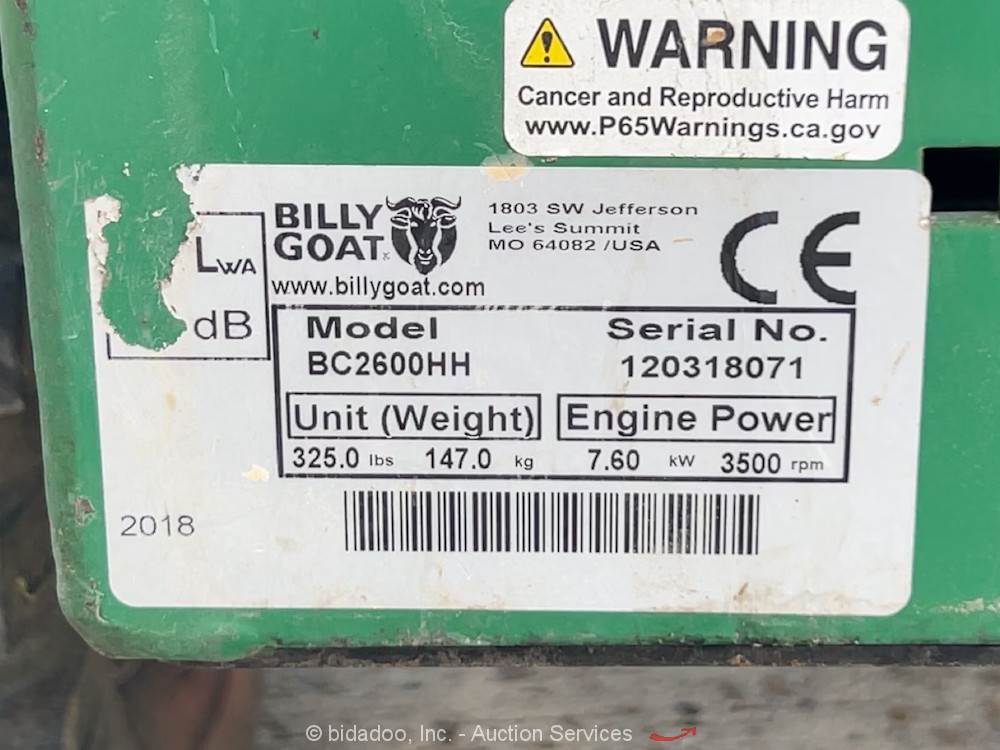 WARNING
Cancer and Reproductive Harm
www.P65Warnings.ca.gov
LWA
dB
BILLY
GOAT
www.billygoat.com
1803 SW Jefferson
Lee's Summit
MO 64082 /USA
CE
Model Serial No.
BC2600HH 120318071
Unit (Weight) Engine Power
325.0 lbs 147.0 kg 7.60 kW 3500 rpm
2018
© bidadoo, Inc. - Auction Services